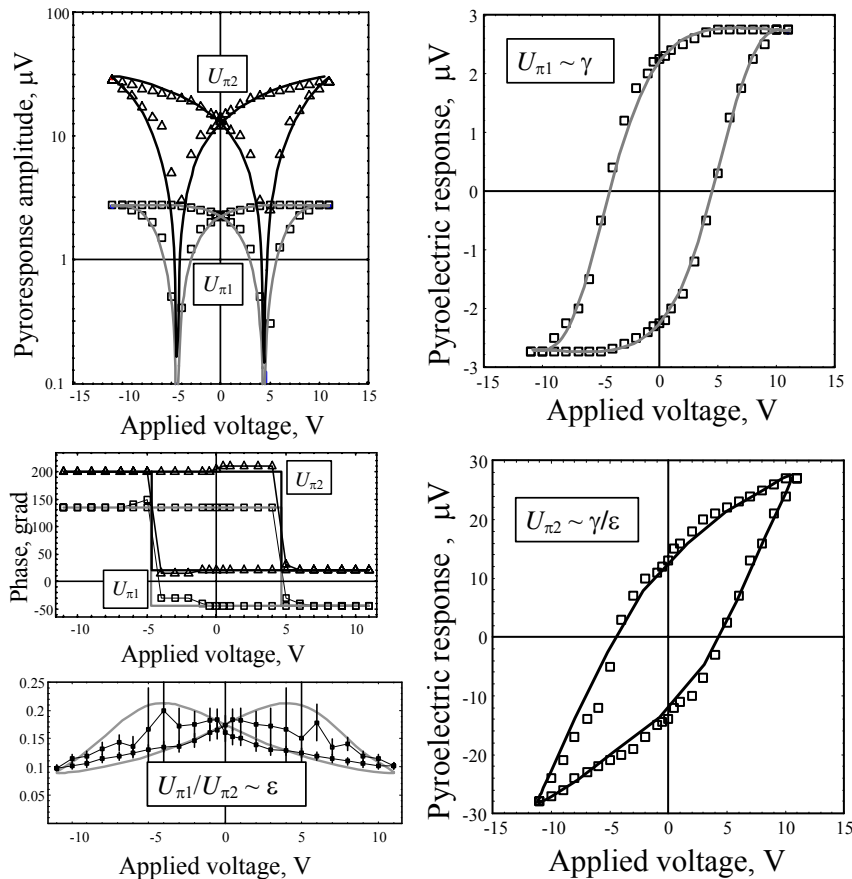 100
10
1
0.1
Pyroresponse amplitude, μV
U_π2
U_π1
-15 -10 -5 0 5 10 15
Applied voltage, V
3
2
1
0
-1
-2
-3
Pyroelectric response, μV
U_π1 ~ γ
-15 -10 -5 0 5 10 15
Applied voltage, V
200
150
100
50
0
-50
Phase, grad
U_π2
U_π1
-10 -5 0 5 10
Applied voltage, V
0.25
0.2
0.15
0.1
0.05
U_π1/U_π2 ~ ε
-10 -5 0 5 10
Applied voltage, V
30
20
10
0
-10
-20
-30
Pyroelectric response , μV
U_π2 ~ γ/ε
-15 -10 -5 0 5 10 15
Applied voltage, V